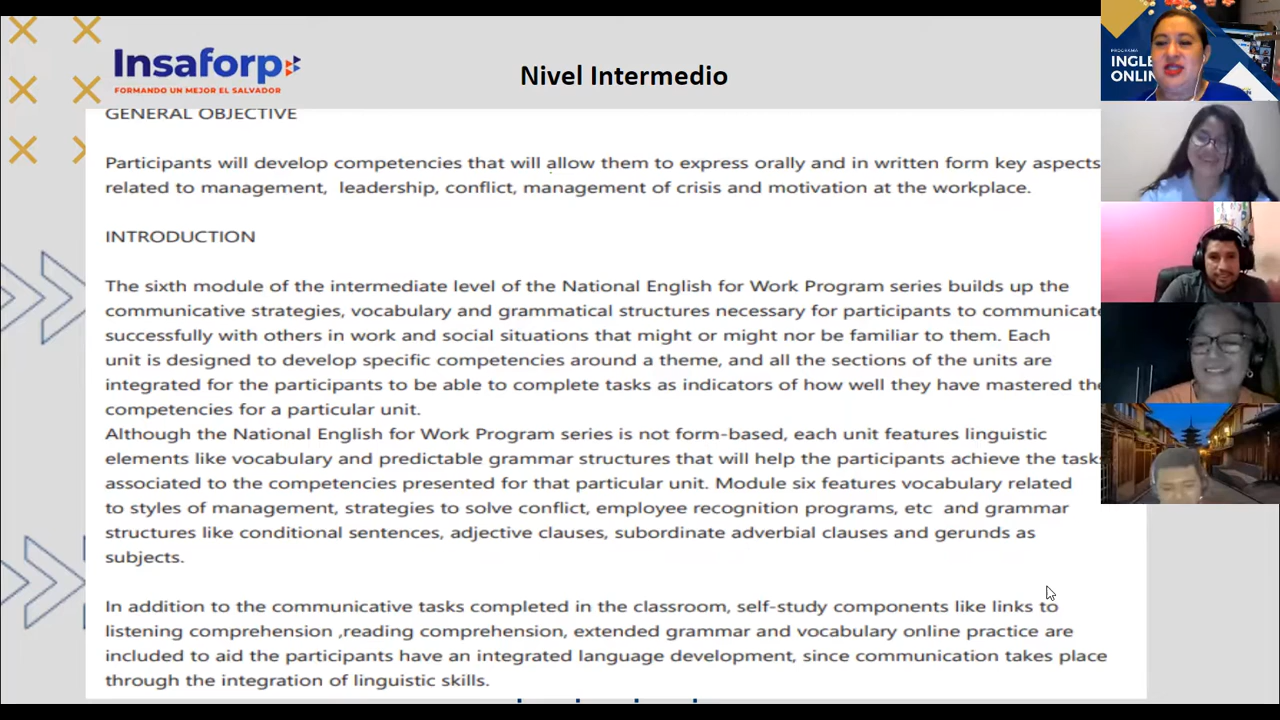 Insaforp
FORMANDO UN MEJOR EL SALVADOR
Nivel Intermedio
GENERAL OBJECTIVE
Participants will develop competencies that will allow them to express orally and in written form key aspects
related to management, leadership, conflict, management of crisis and motivation at the workplace.
INTRODUCTION
The sixth module of the intermediate level of the National English for Work Program series builds up the
communicative strategies, vocabulary and grammatical structures necessary for participants to communicate
successfully with others in work and social situations that might or might nor be familiar to them. Each
unit is designed to develop specific competencies around a theme, and all the sections of the units are
integrated for the participants to be able to complete tasks as indicators of how well they have mastered the
competencies for a particular unit.
Although the National English for Work Program series is not form-based, each unit features linguistic
elements like vocabulary and predictable grammar structures that will help the participants achieve the tasks
associated to the competencies presented for that particular unit. Module six features vocabulary related
to styles of management, strategies to solve conflict, employee recognition programs, etc and grammar
structures like conditional sentences, adjective clauses, subordinate adverbial clauses and gerunds as
subjects.
In addition to the communicative tasks completed in the classroom, self-study components like links to
listening comprehension ,reading comprehension, extended grammar and vocabulary online practice are
included to aid the participants have an integrated language development, since communication takes place
through the integration of linguistic skills.
PROGRAMA
INGLE
ONLIN